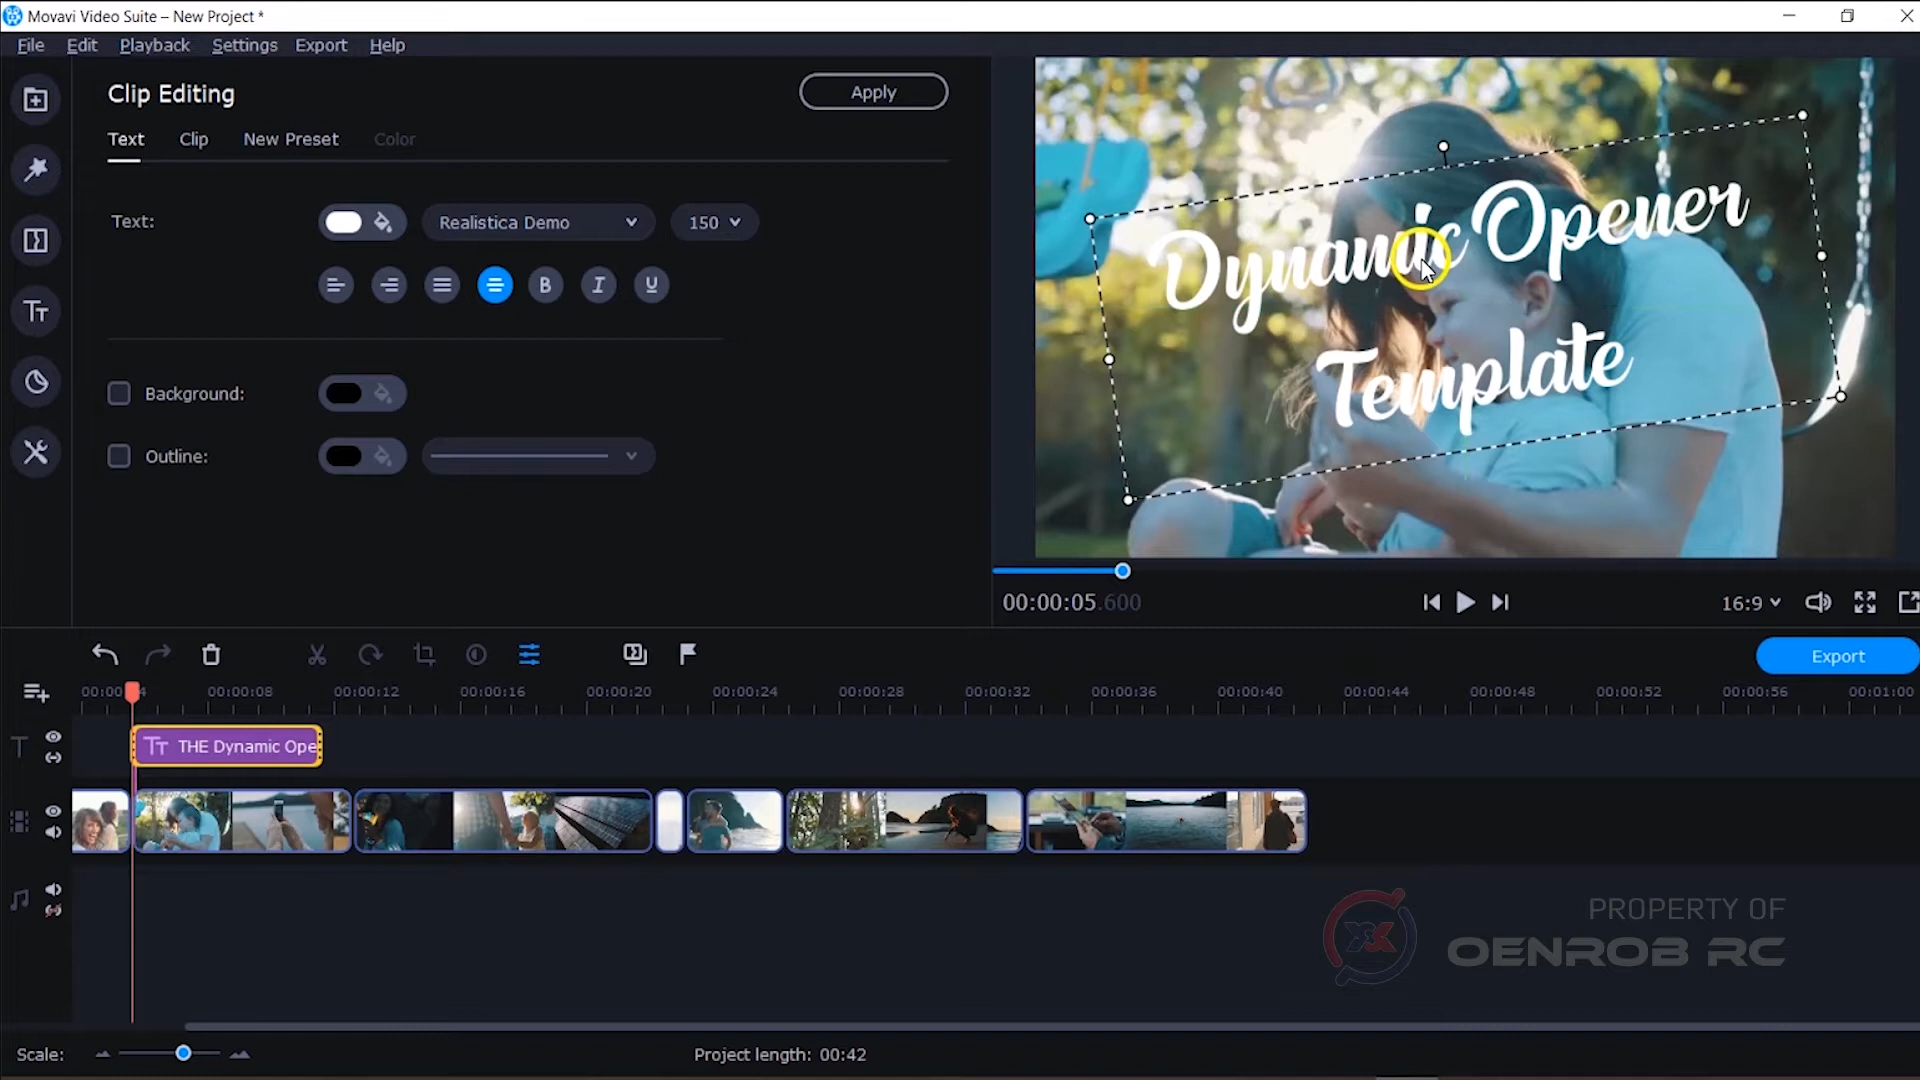 Movavi Video Suite – New Project *
File Edit Playback Settings Export Help
Clip Editing
Apply
Text Clip New Preset Color
Text:
Realistica Demo
150
B I U
Background:
Outline:
Dynamic Opener
Template
00:00:05.600
16:9
Export
00:00:08 00:00:12 00:00:16 00:00:20 00:00:24 00:00:28 00:00:32 00:00:36 00:00:40 00:00:44 00:00:48 00:00:52 00:00:56 00:01:00
THE Dynamic Ope
PROPERTY OF
OENROB RC
Scale:
Project length: 00:42